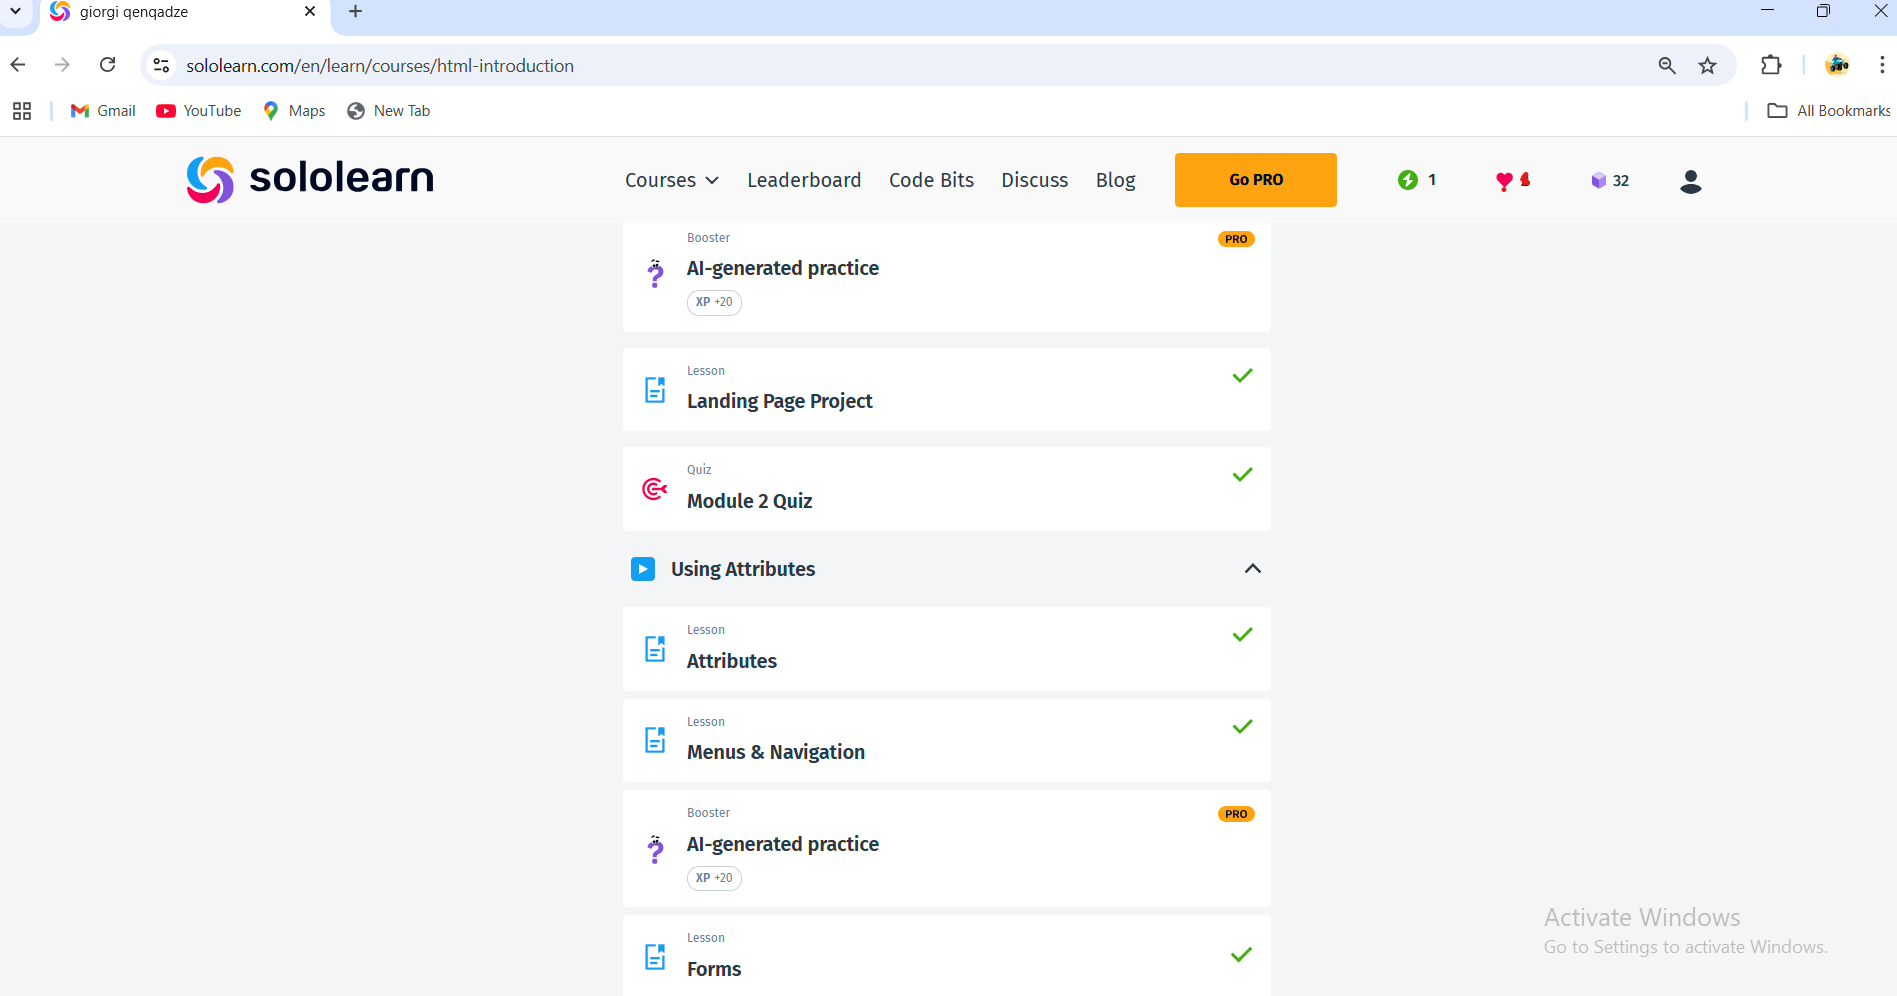 giorgi qenqadze
sololearn.com/en/learn/courses/html-introduction
Gmail YouTube Maps New Tab All Bookmarks
sololearn Courses Leaderboard Code Bits Discuss Blog Go PRO 1 32
Booster PRO
AI-generated practice
XP +20
Lesson
Landing Page Project
Quiz
Module 2 Quiz
Using Attributes
Lesson
Attributes
Lesson
Menus & Navigation
Booster PRO
AI-generated practice
XP +20
Lesson
Forms
Activate Windows
Go to Settings to activate Windows.